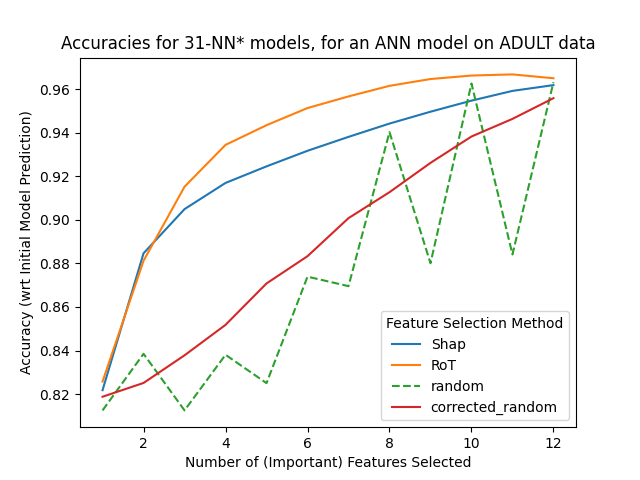 Accuracies for 31-NN* models, for an ANN model on ADULT data
Accuracy (wrt Initial Model Prediction)
0.96
0.94
0.92
0.90
0.88
0.86
0.84
0.82
Feature Selection Method
Shap
RoT
random
corrected_random
2
4
6
8
10
12
Number of (Important) Features Selected